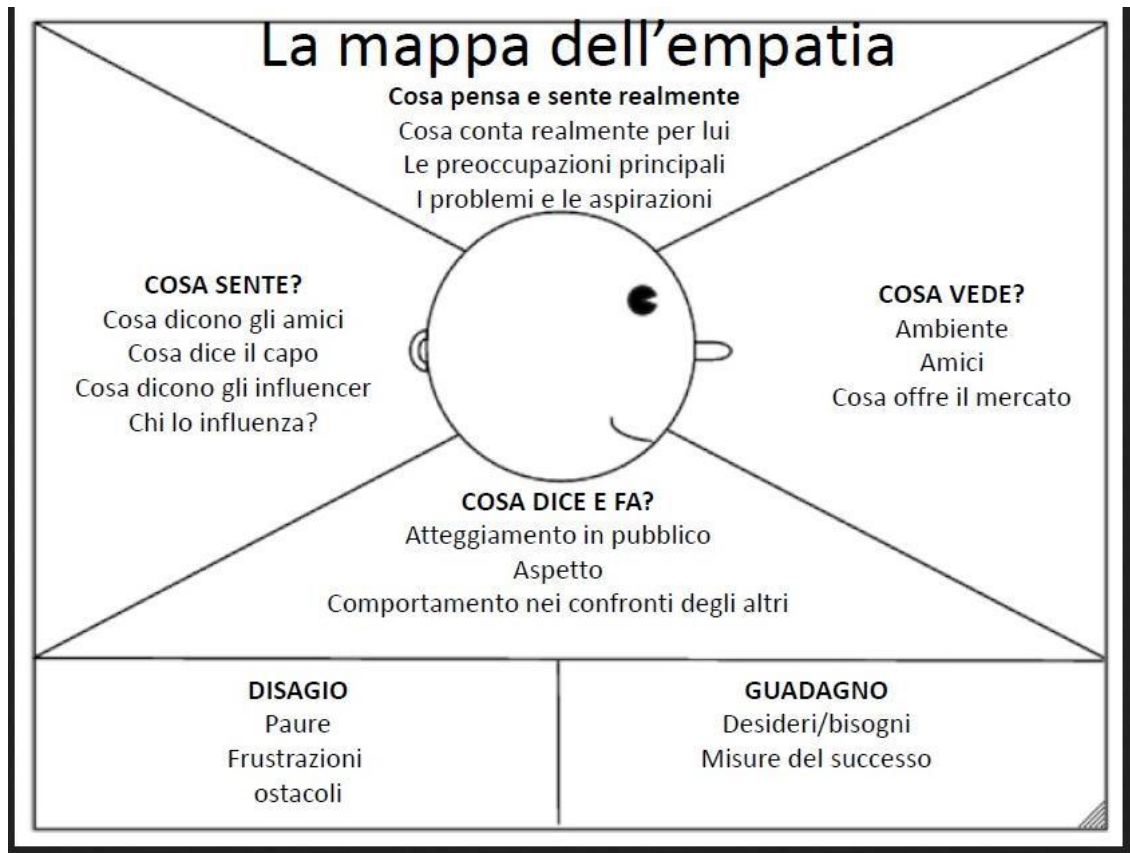 La mappa dell'empatia
Cosa pensa e sente realmente
Cosa conta realmente per lui
Le preoccupazioni principali
I problemi e le aspirazioni
COSA SENTE?
Cosa dicono gli amici
Cosa dice il capo
Cosa dicono gli influencer
Chi lo influenza?
COSA VEDE?
Ambiente
Amici
Cosa offre il mercato
COSA DICE E FA?
Atteggiamento in pubblico
Aspetto
Comportamento nei confronti degli altri
DISAGIO
Paure
Frustrazioni
ostacoli
GUADAGNO
Desideri/bisogni
Misure del successo